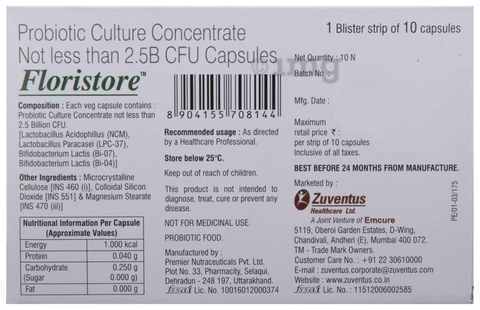 Probiotic Culture Concentrate
Not less than 2.5B CFU Capsules
Floristore™
Composition : Each veg capsule contains :
Probiotic Culture Concentrate not less than
2.5 Billion CFU.
[Lactobacillus Acidophilus (NCM),
Lactobacillus Paracasei (LPC-37),
Bifidobacterium Lactis (Bi-07),
Bifidobacterium Lactis (Bi-04)]
Other Ingredients : Microcrystalline
Cellulose [INS 460 (i)], Colloidal Silicon
Dioxide [INS 551] & Magnesium Stearate
[INS 470 (iii)]
Nutritional Information Per Capsule
(Approximate Values)
Energy 1.000 kcal
Protein 0.040 g
Carbohydrate 0.250 g
(Sugar 0.000 g)
Fat 0.000 g
8 904155 708144
Recommended usage : As directed
by a Healthcare Professional.
Store below 25°C.
Keep out of reach of children.
This product is not intended to
diagnose, treat, cure or prevent any
disease.
NOT FOR MEDICINAL USE.
PROBIOTIC FOOD.
Manufactured by :
Premier Nutraceuticals Pvt. Ltd.
Plot No. 33, Pharmacity, Selaqui,
Dehradun - 248 197, Uttarakhand.
fssai Lic. No. 10016012000374
1 Blister strip of 10 capsules
Net Quantity : 10 N
Batch No. :
Mfg. Date :
Maximum
retail price ₹ :
per strip of 10 capsules
Inclusive of all taxes.
BEST BEFORE 24 MONTHS FROM MANUFACTURE.
Marketed by :
Zuventus
Healthcare Ltd.
A Joint Venture of Emcure
5119, Oberoi Garden Estates, D-Wing,
Chandivali, Andheri (E), Mumbai 400 072.
TM - Trade Mark Owners.
Customer Care No. : +91 22 30610000
E-mail : zuventus.corporate@zuventus.com
Website : www.zuventus.co.in
fssai Lic. No. : 11512006002585
PE/01-03/175
1mg